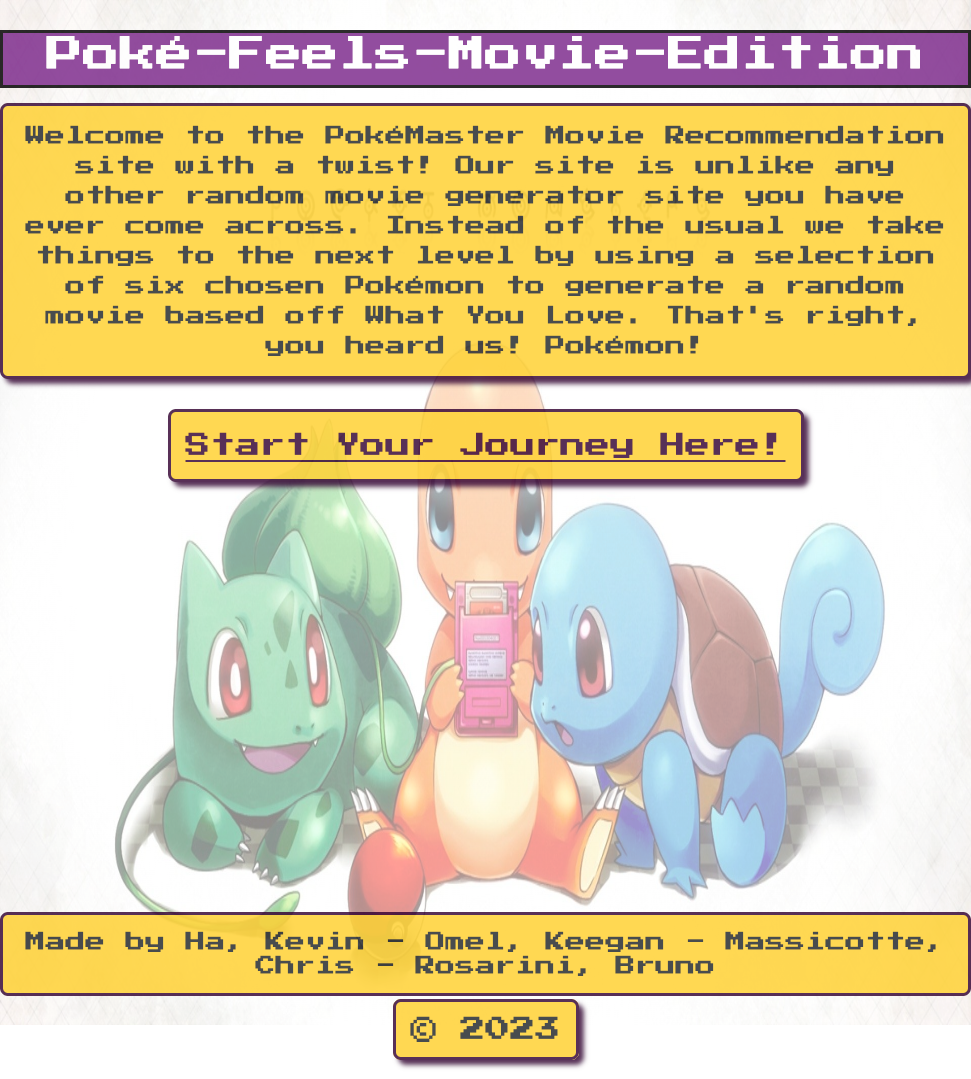 Poké-Feels-Movie-Edition
Welcome to the PokéMaster Movie Recommendation
site with a twist! Our site is unlike any
other random movie generator site you have
ever come across. Instead of the usual we take
things to the next level by using a selection
of six chosen Pokémon to generate a random
movie based off What You Love. That's right,
you heard us! Pokémon!
Start Your Journey Here!
Made by Ha, Kevin - Omel, Keegan - Massicotte,
Chris - Rosarini, Bruno
© 2023